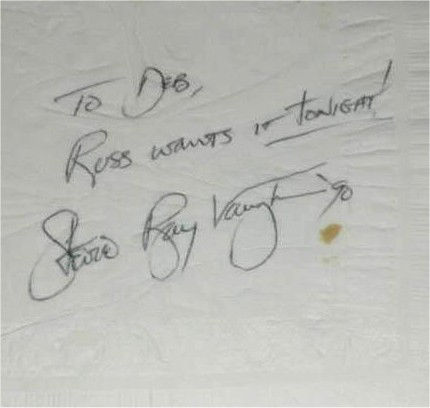 To Deb,
Russ wants it tonight!
Stevie Ray Vaughan '90